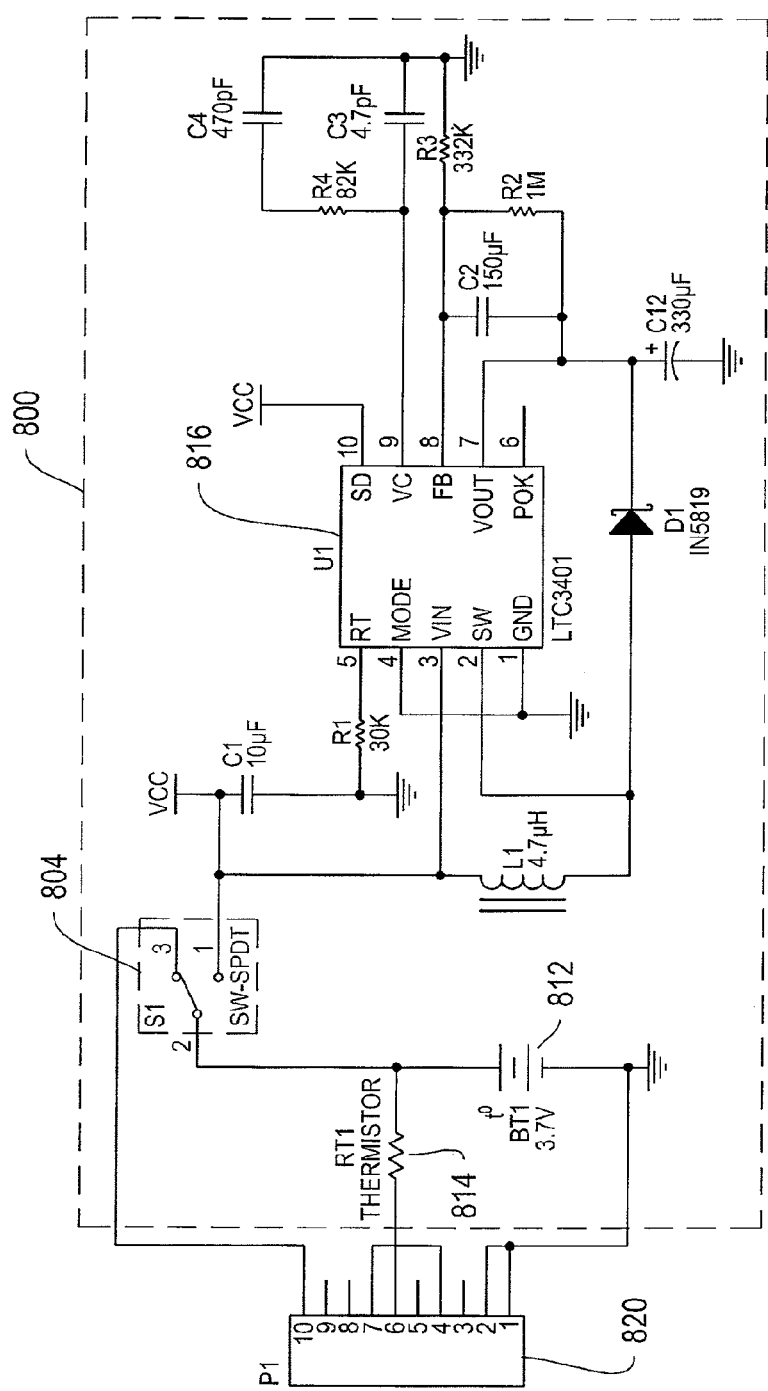 800
C4
470pF
C3
4.7pF
R4
82K
R3
332K
R2
1M
C2
150µF
C12
330µF
+
VCC
816
10
9
8
7
6
SD
VC
FB
VOUT
POK
U1
LTC3401
RT
MODE
VIN
SW
GND
5
4
3
2
1
D1
IN5819
R1
30K
VCC
C1
10µF
L1
4.7µH
804
S1
3
1
2
SW-SPDT
812
t⁰
BT1
3.7V
RT1
THERMISTOR
814
P1
10
9
8
7
6
5
4
3
2
1
820